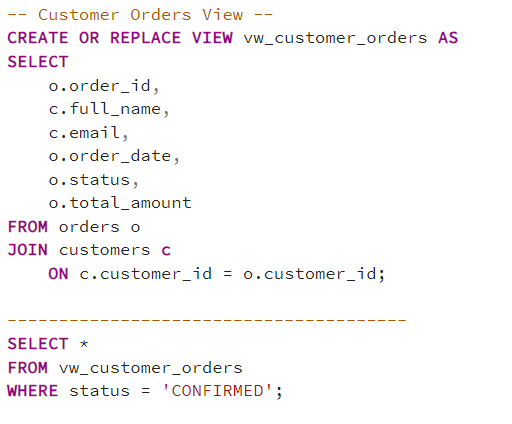 -- Customer Orders View --
CREATE OR REPLACE VIEW vw_customer_orders AS
SELECT
    o.order_id,
    c.full_name,
    c.email,
    o.order_date,
    o.status,
    o.total_amount
FROM orders o
JOIN customers c
    ON c.customer_id = o.customer_id;

---------------------------------------
SELECT *
FROM vw_customer_orders
WHERE status = 'CONFIRMED';